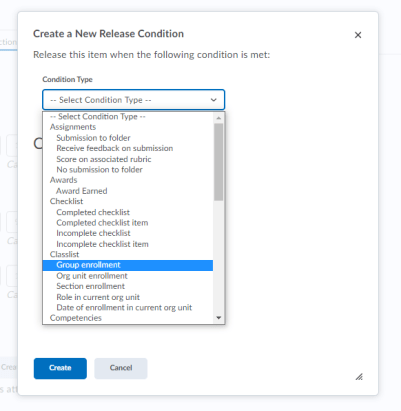 Create a New Release Condition
Release this item when the following condition is met:
Condition Type
-- Select Condition Type --
-- Select Condition Type --
Assignments
Submission to folder
Receive feedback on submission
Score on associated rubric
No submission to folder
Awards
Award Earned
Checklist
Completed checklist
Completed checklist item
Incomplete checklist
Incomplete checklist item
Classlist
Group enrollment
Org unit enrollment
Section enrollment
Role in current org unit
Date of enrollment in current org unit
Competencies
Create
Cancel